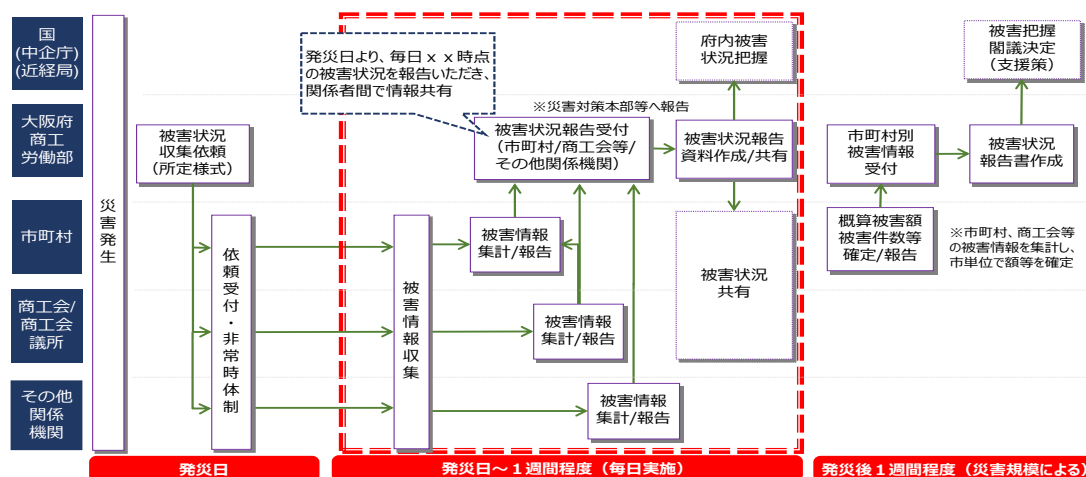 国
(中企庁)
(近経局)
大阪府
商工
労働部
市町村
商工会/
商工会
議所
その他
関係
機関
災害発生
被害状況
収集依頼
(所定様式)
依頼受付・非常時体制
発災日より、毎日ｘｘ時点
の被害状況を報告いただき、
関係者間で情報共有
※災害対策本部等へ報告
被害状況報告受付
(市町村/商工会等/
その他関係機関)
被害情報収集
被害情報
集計/報告
被害情報
集計/報告
被害情報
集計/報告
府内被害
状況把握
被害状況報告
資料作成/共有
被害状況
共有
市町村別
被害情報
受付
概算被害額
被害件数等
確定/報告
被害把握
閣議決定
(支援策)
被害状況
報告書作成
※市町村、商工会等
の被害情報を集計し、
市単位で額等を確定
発災日
発災日～１週間程度（毎日実施）
発災後１週間程度（災害規模による）